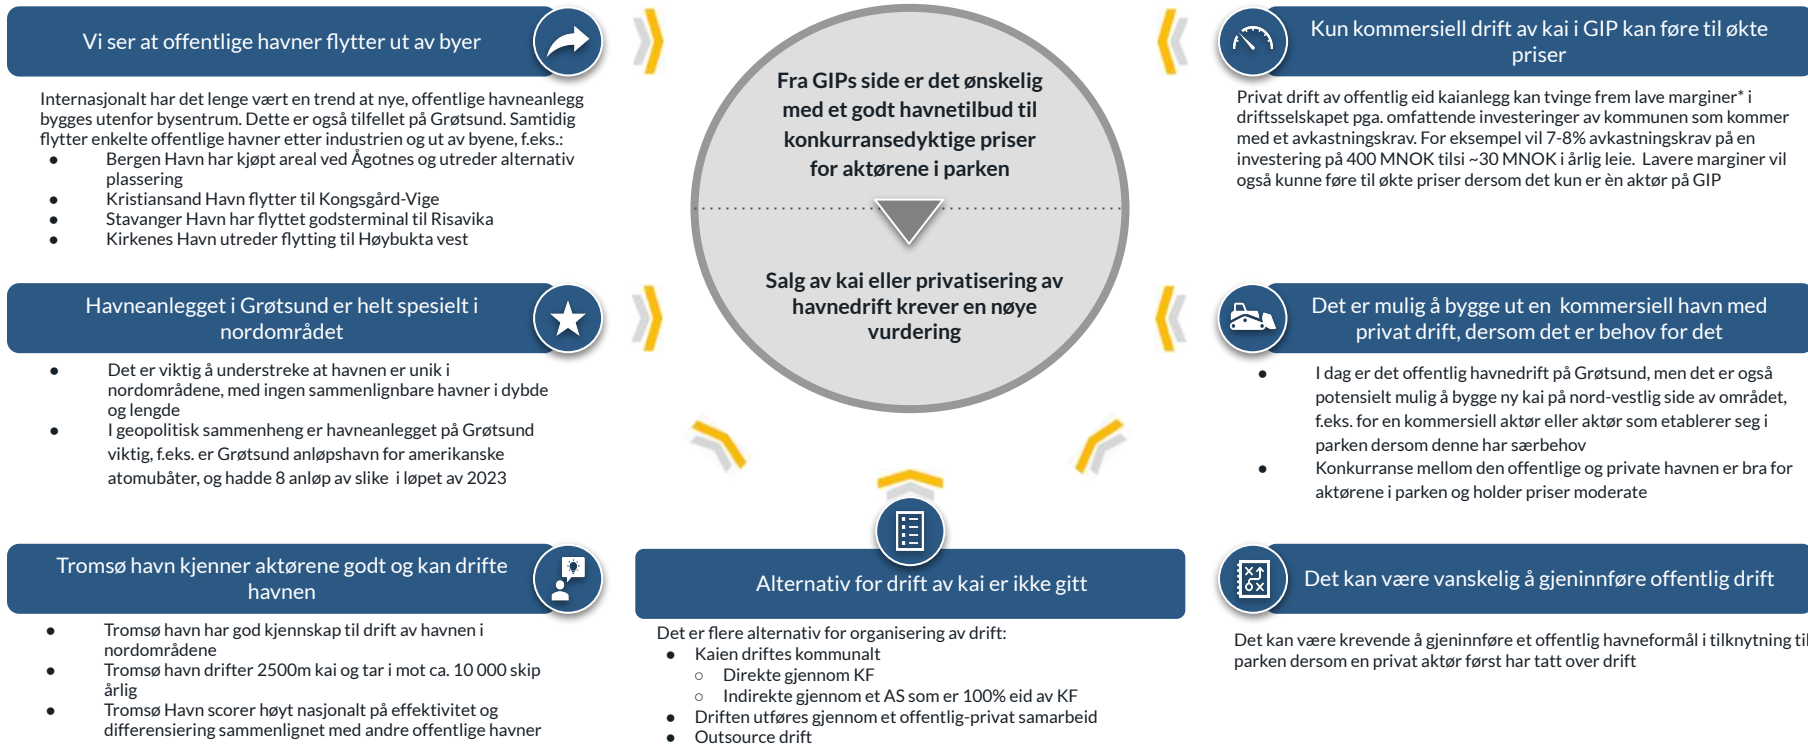 Vi ser at offentlige havner flytter ut av byer
Internasjonalt har det lenge vært en trend at nye, offentlige havneanlegg
bygges utenfor bysentrum. Dette er også tilfellet på Grøtsund. Samtidig
flytter enkelte offentlige havner etter industrien og ut av byene, f.eks.:
● Bergen Havn har kjøpt areal ved Ågotnes og utreder alternativ
plassering
● Kristiansand Havn flytter til Kongsgård-Vige
● Stavanger Havn har flyttet godsterminal til Risavika
● Kirkenes Havn utreder flytting til Høybukta vest
Havneanlegget i Grøtsund er helt spesielt i
nordområdet
● Det er viktig å understreke at havnen er unik i
nordområdene, med ingen sammenlignbare havner i dybde
og lengde
● I geopolitisk sammenheng er havneanlegget på Grøtsund
viktig, f.eks. er Grøtsund anløpshavn for amerikanske
atomubåter, og hadde 8 anløp av slike i løpet av 2023
Tromsø havn kjenner aktørene godt og kan drifte
havnen
● Tromsø havn har god kjennskap til drift av havnen i
nordområdene
● Tromsø havn drifter 2500m kai og tar i mot ca. 10 000 skip
årlig
● Tromsø Havn scorer høyt nasjonalt på effektivitet og
differensiering sammenlignet med andre offentlige havner
Fra GIPs side er det ønskelig
med et godt havnetilbud til
konkurransedyktige priser
for aktørene i parken
Salg av kai eller privatisering av
havnedrift krever en nøye
vurdering
Alternativ for drift av kai er ikke gitt
Det er flere alternativ for organisering av drift:
● Kaien driftes kommunalt
○ Direkte gjennom KF
○ Indirekte gjennom et AS som er 100% eid av KF
● Driften utføres gjennom et offentlig-privat samarbeid
● Outsource drift
Kun kommersiell drift av kai i GIP kan føre til økte
priser
Privat drift av offentlig eid kaianlegg kan tvinge frem lave marginer* i
driftsselskapet pga. omfattende investeringer av kommunen som kommer
med et avkastningskrav. For eksempel vil 7-8% avkastningskrav på en
investering på 400 MNOK tilsi ~30 MNOK i årlig leie. Lavere marginer vil
også kunne føre til økte priser dersom det kun er èn aktør på GIP
Det er mulig å bygge ut en kommersiell havn med
privat drift, dersom det er behov for det
● I dag er det offentlig havnedrift på Grøtsund, men det er også
potensielt mulig å bygge ny kai på nord-vestlig side av området,
f.eks. for en kommersiell aktør eller aktør som etablerer seg i
parken dersom denne har særbehov
● Konkurranse mellom den offentlige og private havnen er bra for
aktørene i parken og holder priser moderate
Det kan være vanskelig å gjeninnføre offentlig drift
Det kan være krevende å gjeninnføre et offentlig havneformål i tilknytning til
parken dersom en privat aktør først har tatt over drift